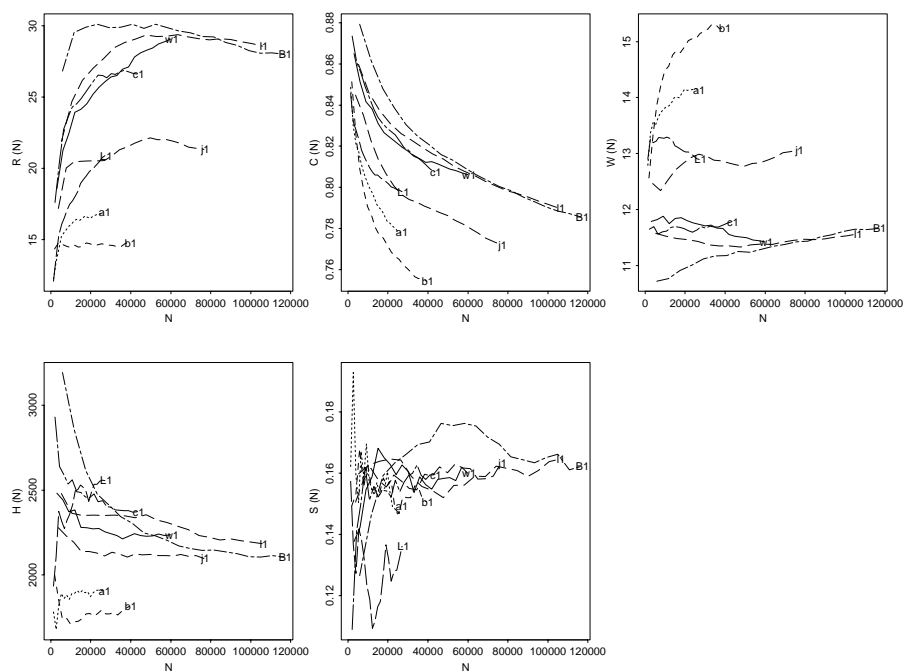 R (N)
30
25
20
15
l1
B1
w1
c1
L1
j1
a1
b1
0 20000 40000 60000 80000 100000 120000
N
C (N)
0.88
0.86
0.84
0.82
0.80
0.78
0.76
c1
w1
l1
B1
L1
a1
j1
b1
0 20000 40000 60000 80000 100000 120000
N
W (N)
15
14
13
12
11
b1
a1
L1
j1
c1
w1
l1
B1
0 20000 40000 60000 80000 100000 120000
N
H (N)
3000
2500
2000
L1
c1
w1
l1
B1
j1
a1
b1
0 20000 40000 60000 80000 100000 120000
N
S (N)
0.18
0.16
0.14
0.12
c1
w1
j1
l1
B1
a1
b1
L1
0 20000 40000 60000 80000 100000 120000
N